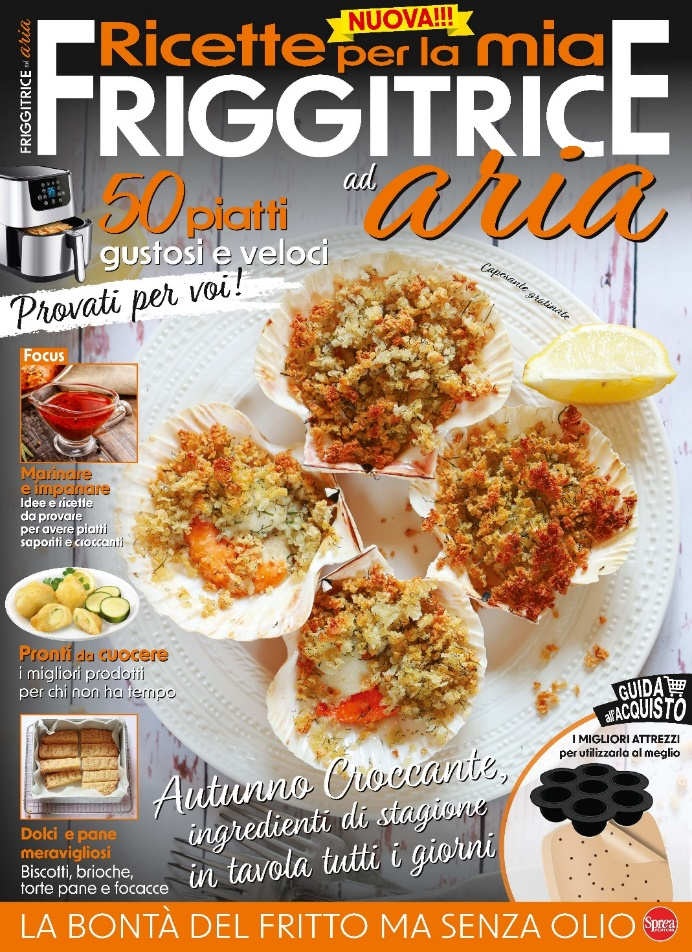 FRIGGITRICE ad aria
NUOVA!!!
Ricette per la mia
FRIGGITRICE
ad aria
50 piatti
gustosi e veloci
Provati per voi!
Capesante gratinate
Focus
Marinare
e impanare
Idee e ricette
da provare
per avere piatti
saporiti e croccanti
Pronti da cuocere
i migliori prodotti
per chi non ha tempo
GUIDA
all'ACQUISTO
I MIGLIORI ATTREZZI
per utilizzarla al meglio
Autunno Croccante,
ingredienti di stagione
in tavola tutti i giorni
Dolci e pane
meravigliosi
Biscotti, brioche,
torte pane e focacce
LA BONTÀ DEL FRITTO MA SENZA OLIO
Sprea